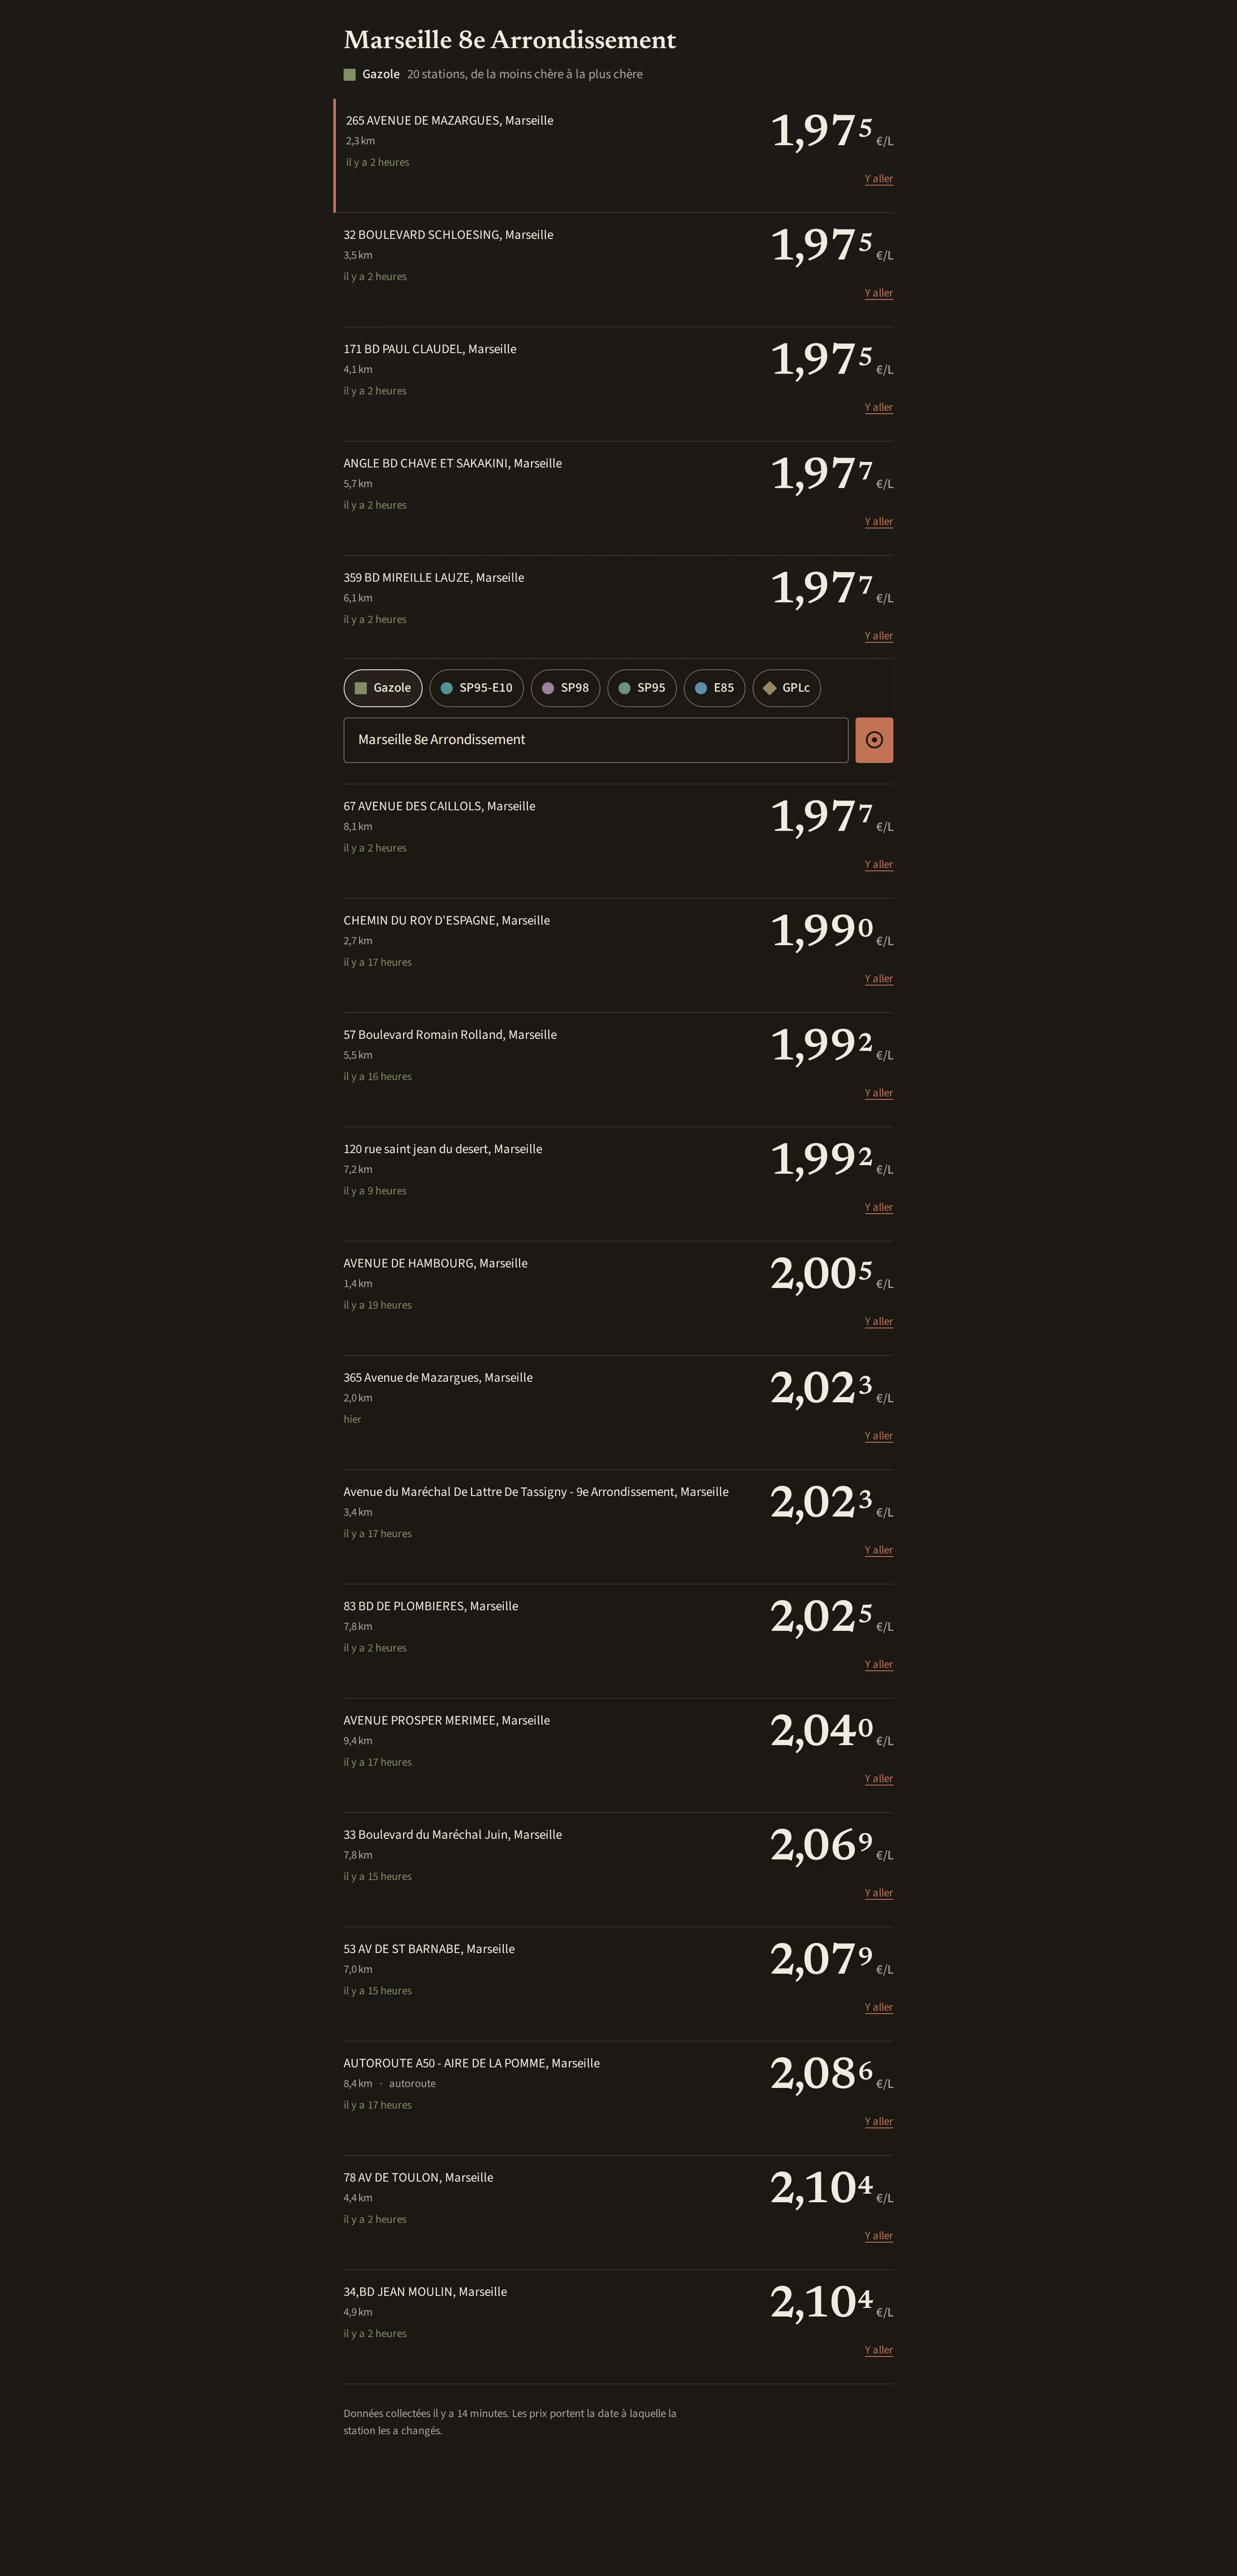 Marseille 8e Arrondissement
Gazole 20 stations, de la moins chère à la plus chère
265 AVENUE DE MAZARGUES, Marseille
1,975 €/L
2,3 km
il y a 2 heures
Y aller
32 BOULEVARD SCHLOESING, Marseille
1,975 €/L
3,5 km
il y a 2 heures
Y aller
171 BD PAUL CLAUDEL, Marseille
1,975 €/L
4,1 km
il y a 2 heures
Y aller
ANGLE BD CHAVE ET SAKAKINI, Marseille
1,977 €/L
5,7 km
il y a 2 heures
Y aller
359 BD MIREILLE LAUZE, Marseille
1,977 €/L
6,1 km
il y a 2 heures
Y aller
Gazole SP95-E10 SP98 SP95 E85 GPLc
Marseille 8e Arrondissement
67 AVENUE DES CAILLOLS, Marseille
1,977 €/L
8,1 km
il y a 2 heures
Y aller
CHEMIN DU ROY D'ESPAGNE, Marseille
1,990 €/L
2,7 km
il y a 17 heures
Y aller
57 Boulevard Romain Rolland, Marseille
1,992 €/L
5,5 km
il y a 16 heures
Y aller
120 rue saint jean du desert, Marseille
1,992 €/L
7,2 km
il y a 9 heures
Y aller
AVENUE DE HAMBOURG, Marseille
2,005 €/L
1,4 km
il y a 19 heures
Y aller
365 Avenue de Mazargues, Marseille
2,023 €/L
2,0 km
hier
Y aller
Avenue du Maréchal De Lattre De Tassigny - 9e Arrondissement, Marseille
2,023 €/L
3,4 km
il y a 17 heures
Y aller
83 BD DE PLOMBIERES, Marseille
2,025 €/L
7,8 km
il y a 2 heures
Y aller
AVENUE PROSPER MERIMEE, Marseille
2,040 €/L
9,4 km
il y a 17 heures
Y aller
33 Boulevard du Maréchal Juin, Marseille
2,069 €/L
7,8 km
il y a 15 heures
Y aller
53 AV DE ST BARNABE, Marseille
2,079 €/L
7,0 km
il y a 15 heures
Y aller
AUTOROUTE A50 - AIRE DE LA POMME, Marseille
2,086 €/L
8,4 km · autoroute
il y a 17 heures
Y aller
78 AV DE TOULON, Marseille
2,104 €/L
4,4 km
il y a 2 heures
Y aller
34,BD JEAN MOULIN, Marseille
2,104 €/L
4,9 km
il y a 2 heures
Y aller
Données collectées il y a 14 minutes. Les prix portent la date à laquelle la
station les a changés.